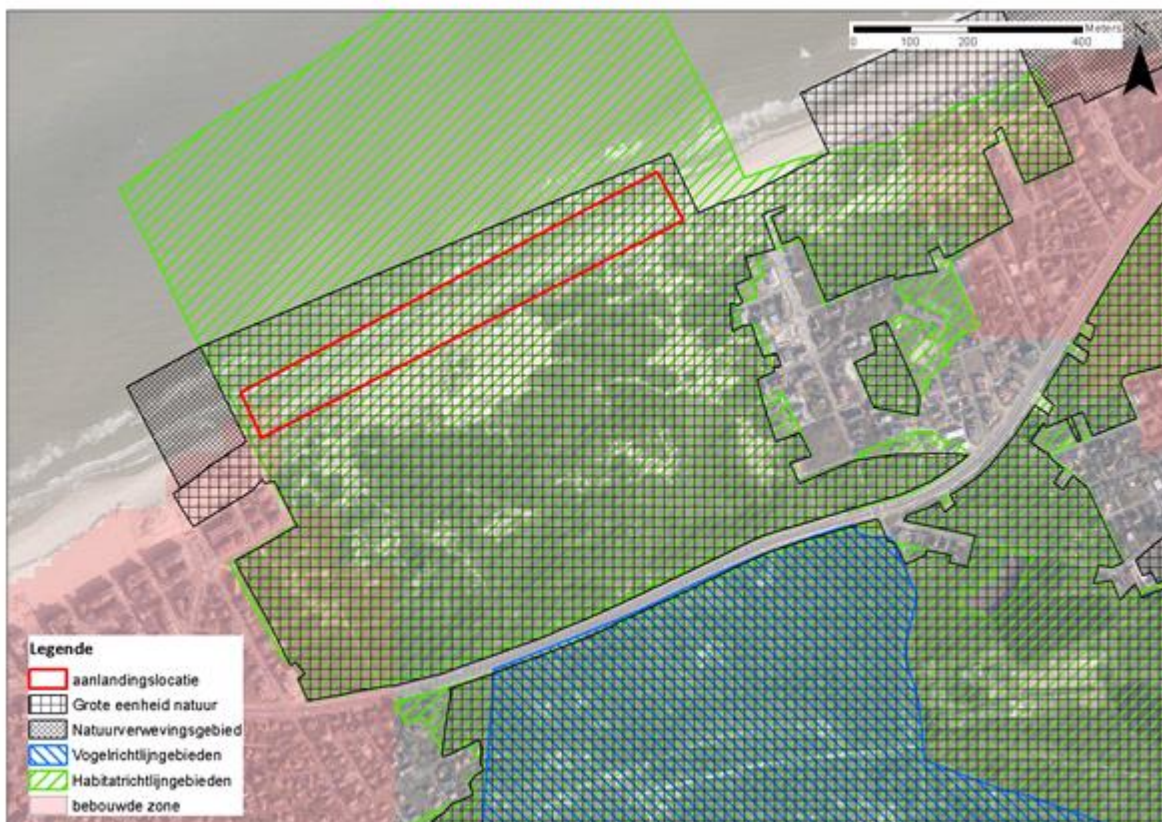 Meters
N
0 100 200 400
Legende
aanlandingslocatie
Grote eenheid natuur
Natuurverwevingsgebied
Vogelrichtlijngebieden
Habitatrichtlijngebieden
bebouwde zone